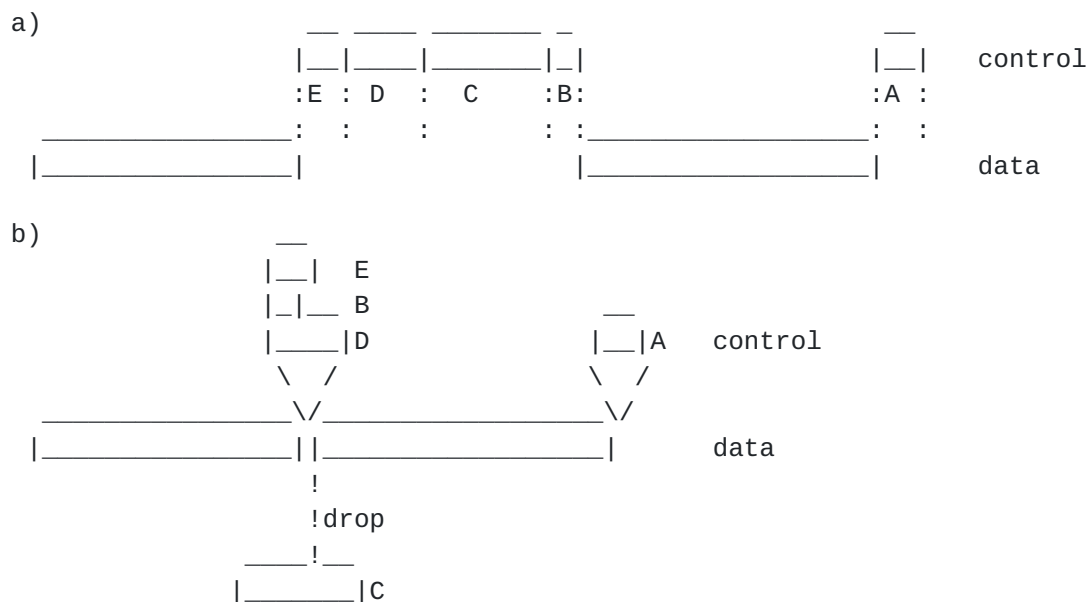 a)
control
E D C B A
data
b)
E
B
D A control
data
drop
C